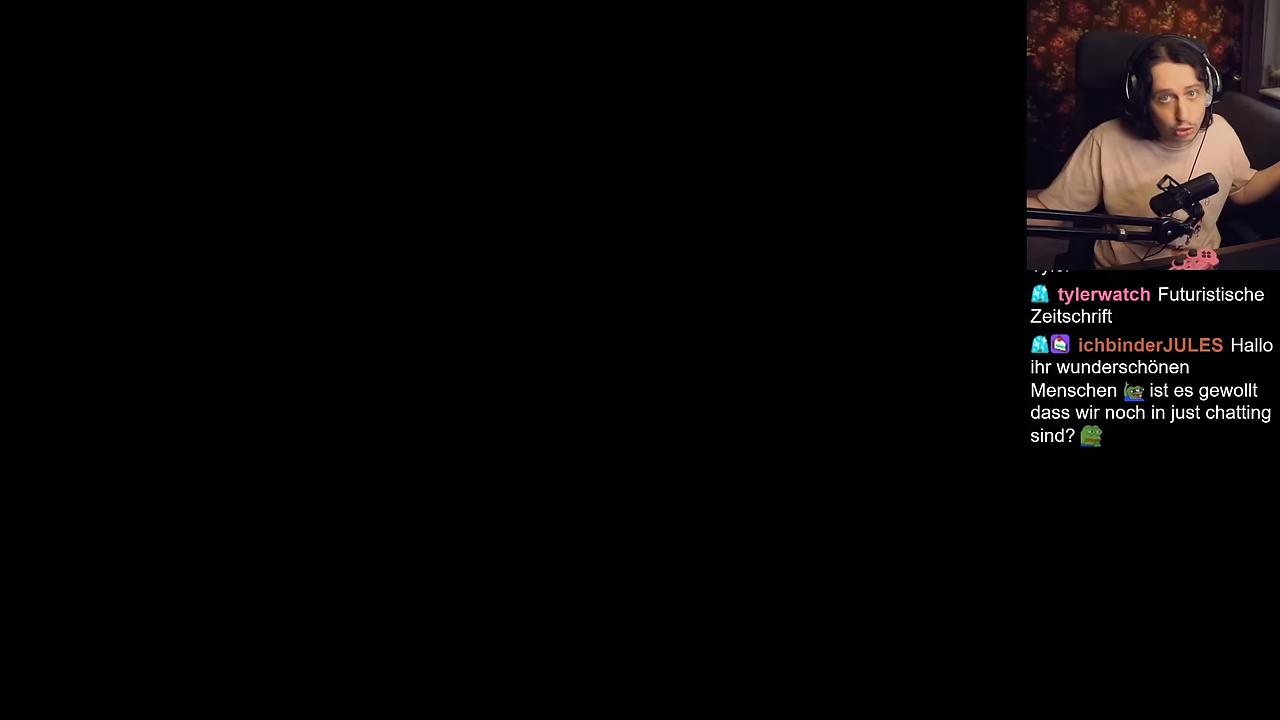 tylerwatch Futuristische
Zeitschrift
ichbinderJULES Hallo
ihr wunderschönen
Menschen ist es gewollt
dass wir noch in just chatting
sind?